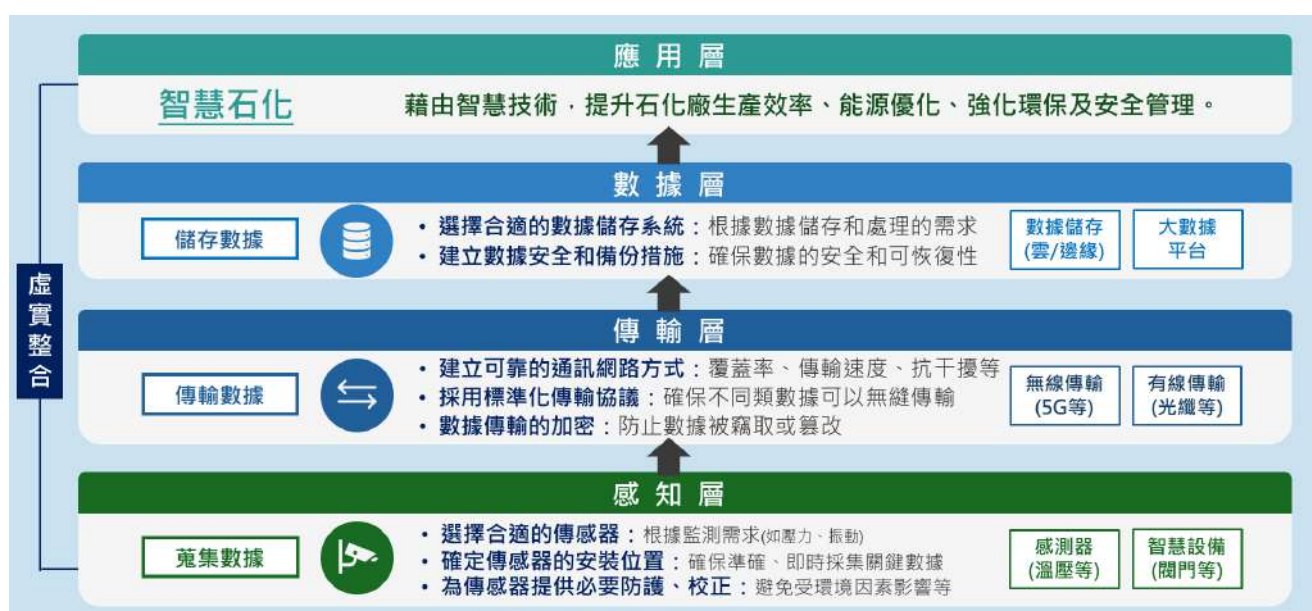 應用層
智慧石化
藉由智慧技術，提升石化廠生產效率、能源優化、強化環保及安全管理。
數據層
儲存數據
• 選擇合適的數據儲存系統：根據數據儲存和處理的需求
• 建立數據安全和備份措施：確保數據的安全和可恢復性
數據儲存
(雲/邊緣)
大數據
平台
虛實整合
傳輸層
傳輸數據
• 建立可靠的通訊網路方式：覆蓋率、傳輸速度、抗干擾等
• 採用標準化傳輸協議：確保不同類數據可以無縫傳輸
• 數據傳輸的加密：防止數據被竊取或篡改
無線傳輸
(5G等)
有線傳輸
(光纖等)
感知層
蒐集數據
• 選擇合適的傳感器：根據監測需求(如壓力、振動)
• 確定傳感器的安裝位置：確保準確、即時採集關鍵數據
• 為傳感器提供必要防護、校正：避免受環境因素影響等
感測器
(溫壓等)
智慧設備
(閥門等)